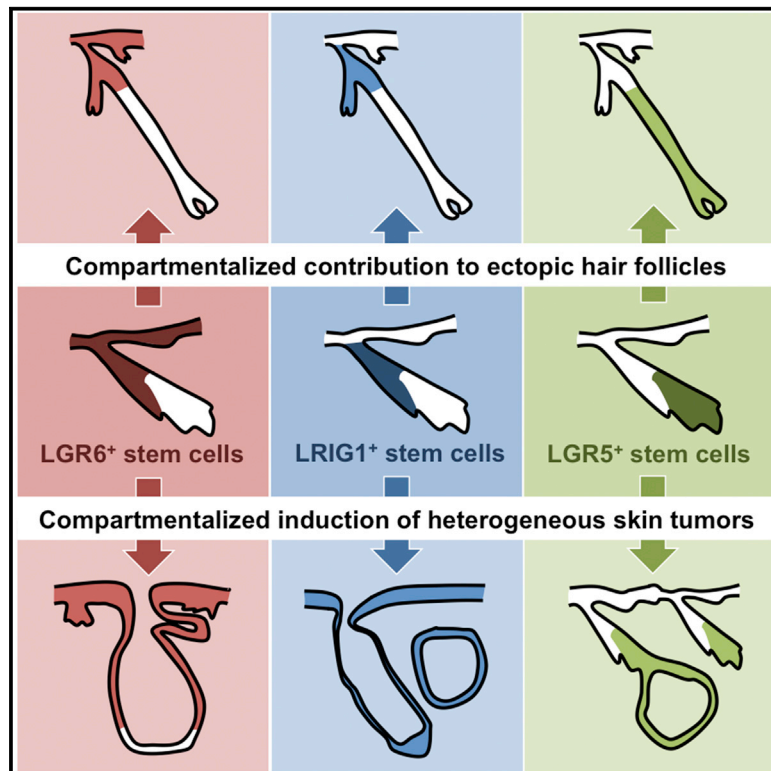 Compartmentalized contribution to ectopic hair follicles
LGR6⁺ stem cells
LRIG1⁺ stem cells
LGR5⁺ stem cells
Compartmentalized induction of heterogeneous skin tumors